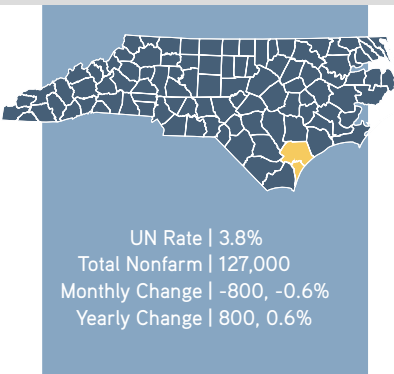 UN Rate | 3.8%
Total Nonfarm | 127,000
Monthly Change | -800, -0.6%
Yearly Change | 800, 0.6%